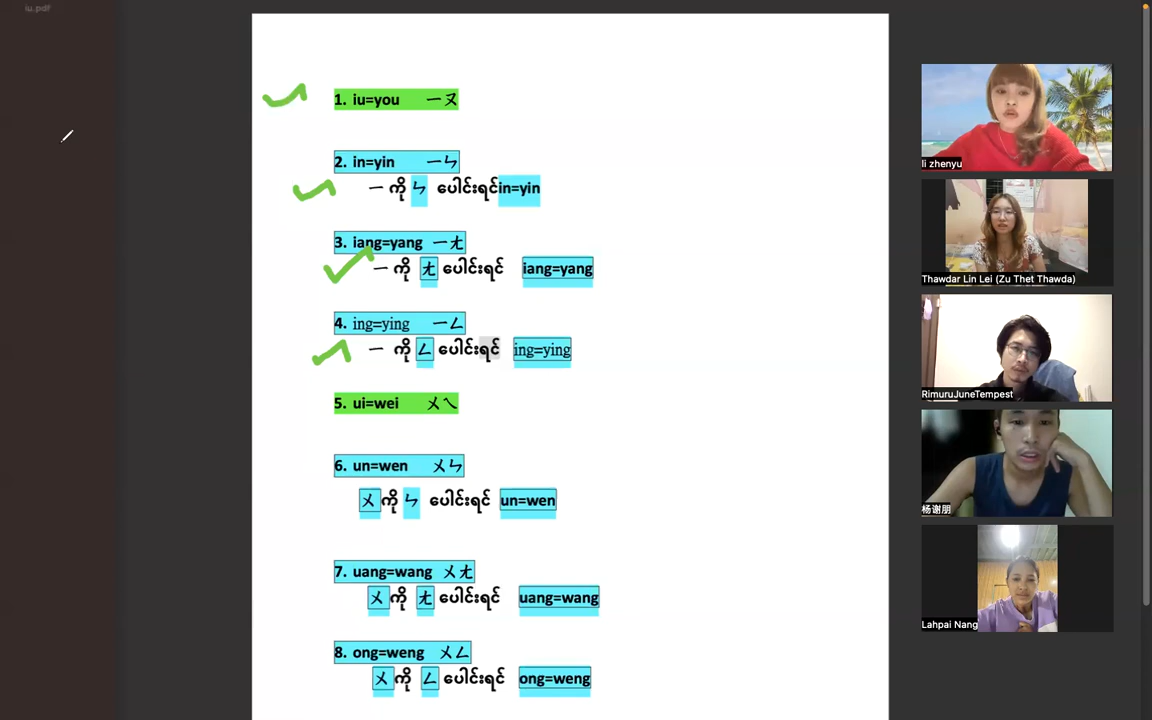 iu.pdf
1. iu=you ㄧㄡ
2. in=yin ㄧㄣ
ㄧ ကို ㄣ ပေါင်းရင် in=yin
3. iang=yang ㄧㄤ
ㄧ ကို ㄤ ပေါင်းရင် iang=yang
4. ing=ying ㄧㄥ
ㄧ ကို ㄥ ပေါင်းရင် ing=ying
5. ui=wei ㄨㄟ
6. un=wen ㄨㄣ
ㄨ ကို ㄣ ပေါင်းရင် un=wen
7. uang=wang ㄨㄤ
ㄨ ကို ㄤ ပေါင်းရင် uang=wang
8. ong=weng ㄨㄥ
ㄨ ကို ㄥ ပေါင်းရင် ong=weng
li zhenyu
Thawdar Lin Lei (Zu Thet Thawda)
RimuruJuneTempest
杨谢朋
Lahpai Nang